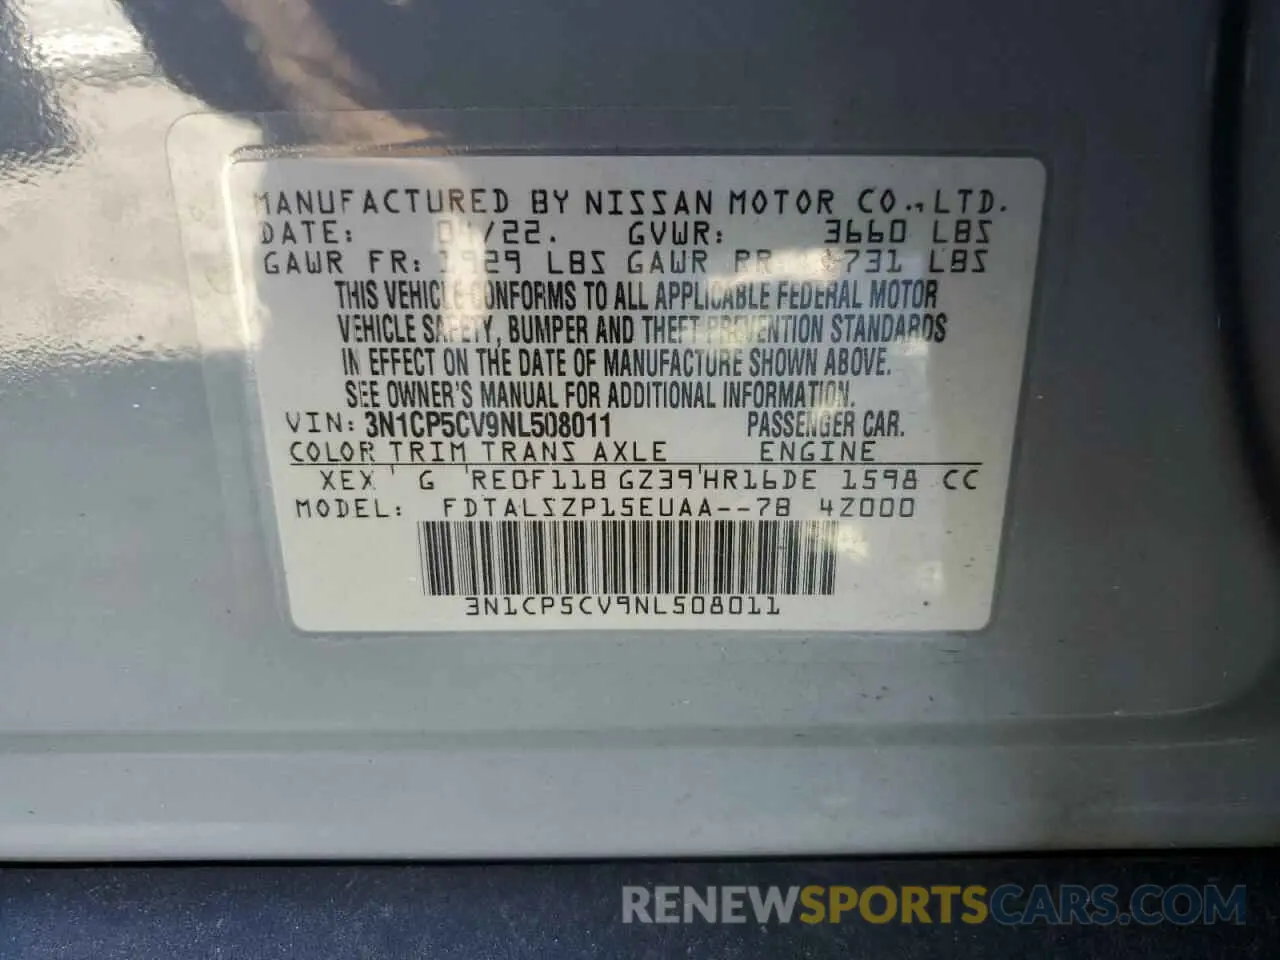 MANUFACTURED BY NISSAN MOTOR CO., LTD.
DATE: /22. GVWR: 3660 LBS
GAWR FR: 1929 LBS GAWR RR: 1731 LBS
THIS VEHICLE CONFORMS TO ALL APPLICABLE FEDERAL MOTOR
VEHICLE SAFETY, BUMPER AND THEFT PREVENTION STANDARDS
IN EFFECT ON THE DATE OF MANUFACTURE SHOWN ABOVE.
SEE OWNER'S MANUAL FOR ADDITIONAL INFORMATION.
VIN: 3N1CP5CV9NL508011 PASSENGER CAR.
COLOR TRIM TRANS AXLE ENGINE
XEX ' G 'RE0F11B GZ39'HR16DE 1598 CC
MODEL: FDTALSZP15EUAA--78 4Z000
3N1CP5CV9NL508011
RENEWSPORTSCARS.COM